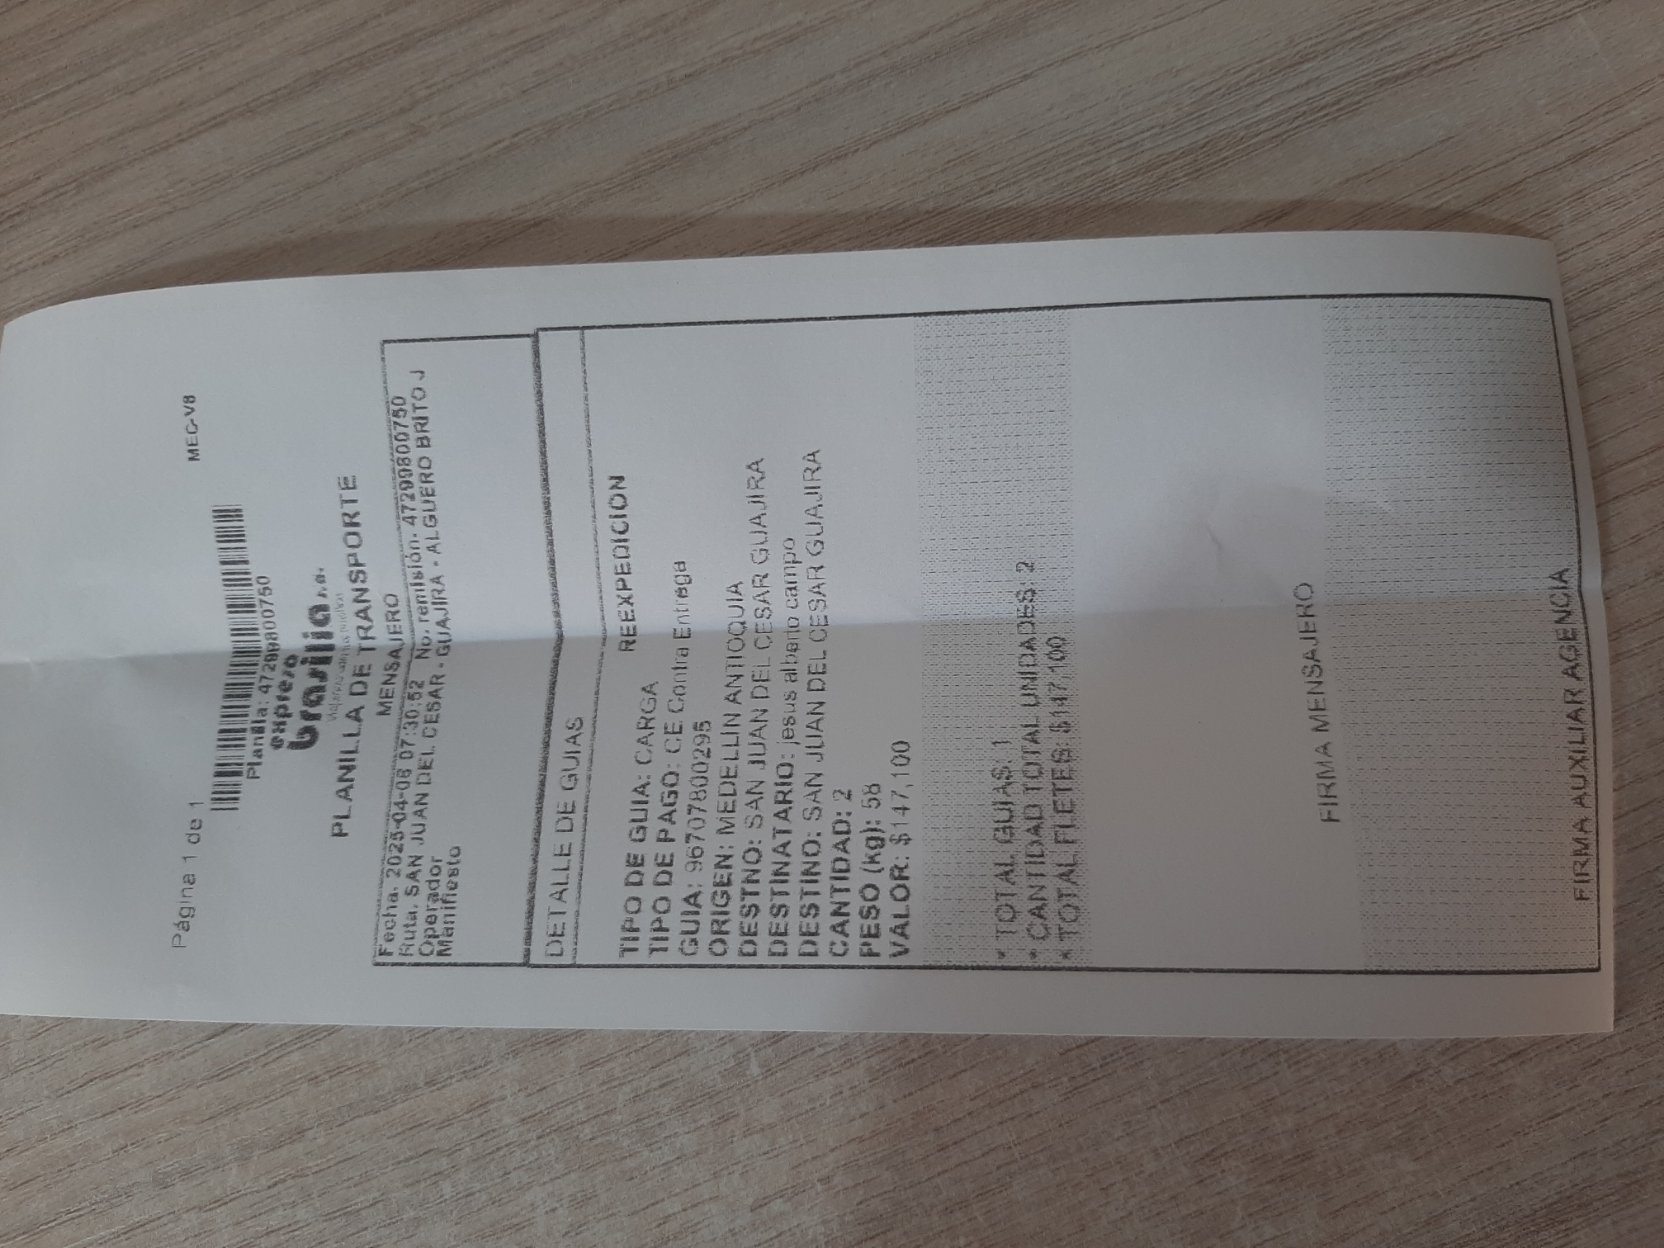 Página 1 de 1
MEC-V8
Planilla: 4729980750
expreso
brasilia s.a.
PLANILLA DE TRANSPORTE
MENSAJERO
Fecha. 2025-04-08 07:30:52 No. remisión. 47299800750
Ruta. SAN JUAN DEL CESAR - GUAJIRA - ALGUERO BRITO J
Operador
Manifiesto
DETALLE DE GUIAS
REEXPEDICION
TIPO DE GUIA: CARGA
TIPO DE PAGO: CE Contra Entrega
GUIA: 96707800295
ORIGEN: MEDELLIN ANTIOQUIA
DESTNO: SAN JUAN DEL CESAR GUAJIRA
DESTINATARIO: jesus alberto campo
DESTINO: SAN JUAN DEL CESAR GUAJIRA
CANTIDAD: 2
PESO (kg): 58
VALOR: $147,100
* TOTAL GUIAS: 1
* CANTIDAD TOTAL UNIDADES: 2
* TOTAL FLETES: $147,100
FIRMA MENSAJERO
FIRMA AUXILIAR AGENCIA